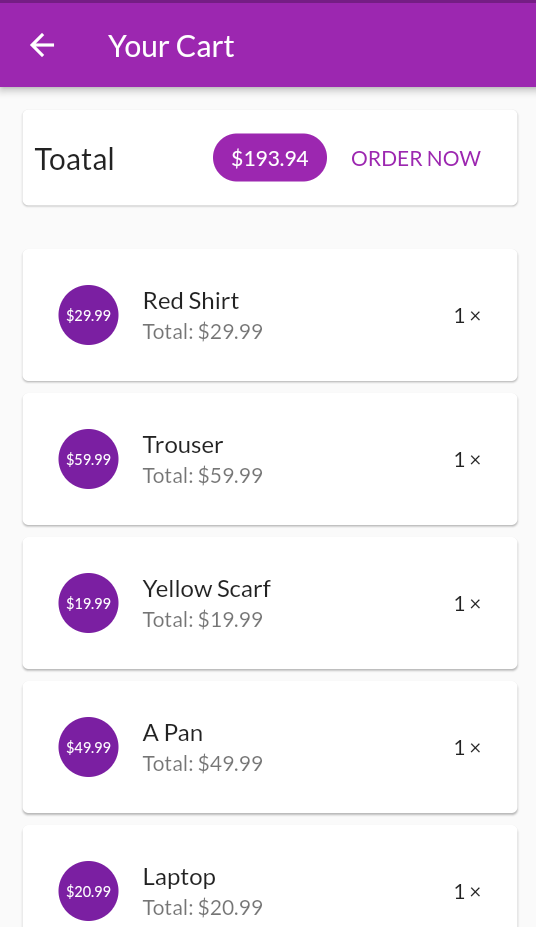 Your Cart
Toatal $193.94 ORDER NOW
$29.99 Red Shirt 1 ×
Total: $29.99
$59.99 Trouser 1 ×
Total: $59.99
$19.99 Yellow Scarf 1 ×
Total: $19.99
$49.99 A Pan 1 ×
Total: $49.99
$20.99 Laptop 1 ×
Total: $20.99